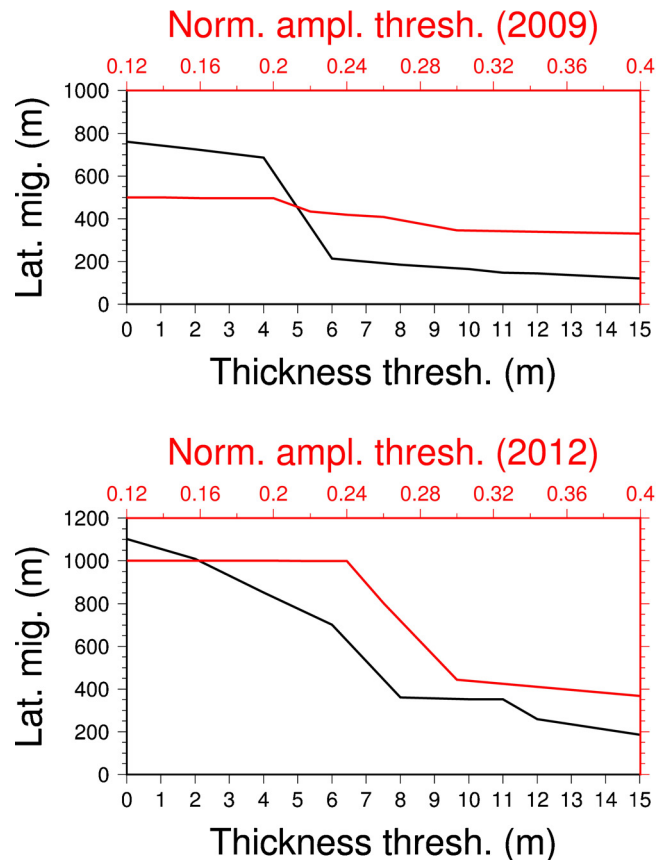 Norm. ampl. thresh. (2009)
0.12 0.16 0.2 0.24 0.28 0.32 0.36 0.4
Lat. mig. (m)
1000
800
600
400
200
0
0 1 2 3 4 5 6 7 8 9 10 11 12 13 14 15
Thickness thresh. (m)
Norm. ampl. thresh. (2012)
0.12 0.16 0.2 0.24 0.28 0.32 0.36 0.4
Lat. mig. (m)
1200
1000
800
600
400
200
0
0 1 2 3 4 5 6 7 8 9 10 11 12 13 14 15
Thickness thresh. (m)